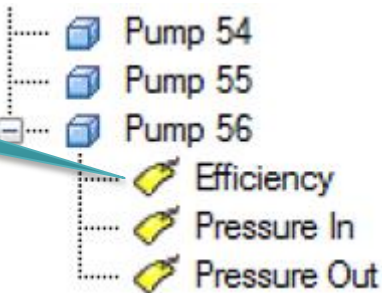 Pump 54
Pump 55
Pump 56
Efficiency
Pressure In
Pressure Out